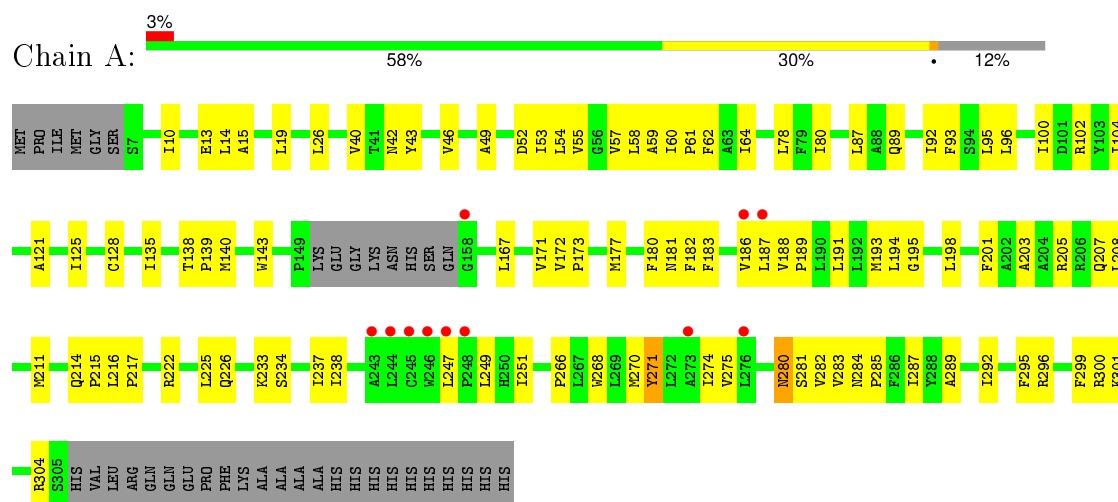 3%
Chain A:
58% 30% • 12%
MET PRO ILE MET GLY SER S7 I10 E13 L14 A15 L19 L26 V40 T41 N42 Y43 V46 A49 D52 I53 L54 V55 G56 V57 L58 A59 I60 P61 F62 A63 I64 L78 F79 I80 L87 A88 Q89 I92 F93 S94 L95 L96 I100 D101 R102 Y103 I104
A121 I125 C128 I135 T138 P139 M140 W143 P149 LYS GLU GLY LYS ASN HIS SER GLN G158 L167 V171 V172 P173 M177 F180 N181 F182 F183 V186 L187 V188 P189 L190 L191 L192 M193 L194 G195 L198 F201 A202 A203 A204 R205 R206 Q207 L208
M211 Q214 P215 L216 P217 R222 L225 Q226 K233 S234 I237 I238 A243 L244 C245 W246 L247 P248 L249 H250 I251 P266 L267 W268 L269 M270 Y271 L272 A273 I274 V275 L276 N280 S281 V282 V283 N284 P285 F286 I287 Y288 A289 I292 F295 R296 F299 R300 K301
R304 S305 HIS VAL LEU ARG GLN GLN GLU PRO PHE LYS ALA ALA ALA ALA HIS HIS HIS HIS HIS HIS HIS HIS HIS HIS